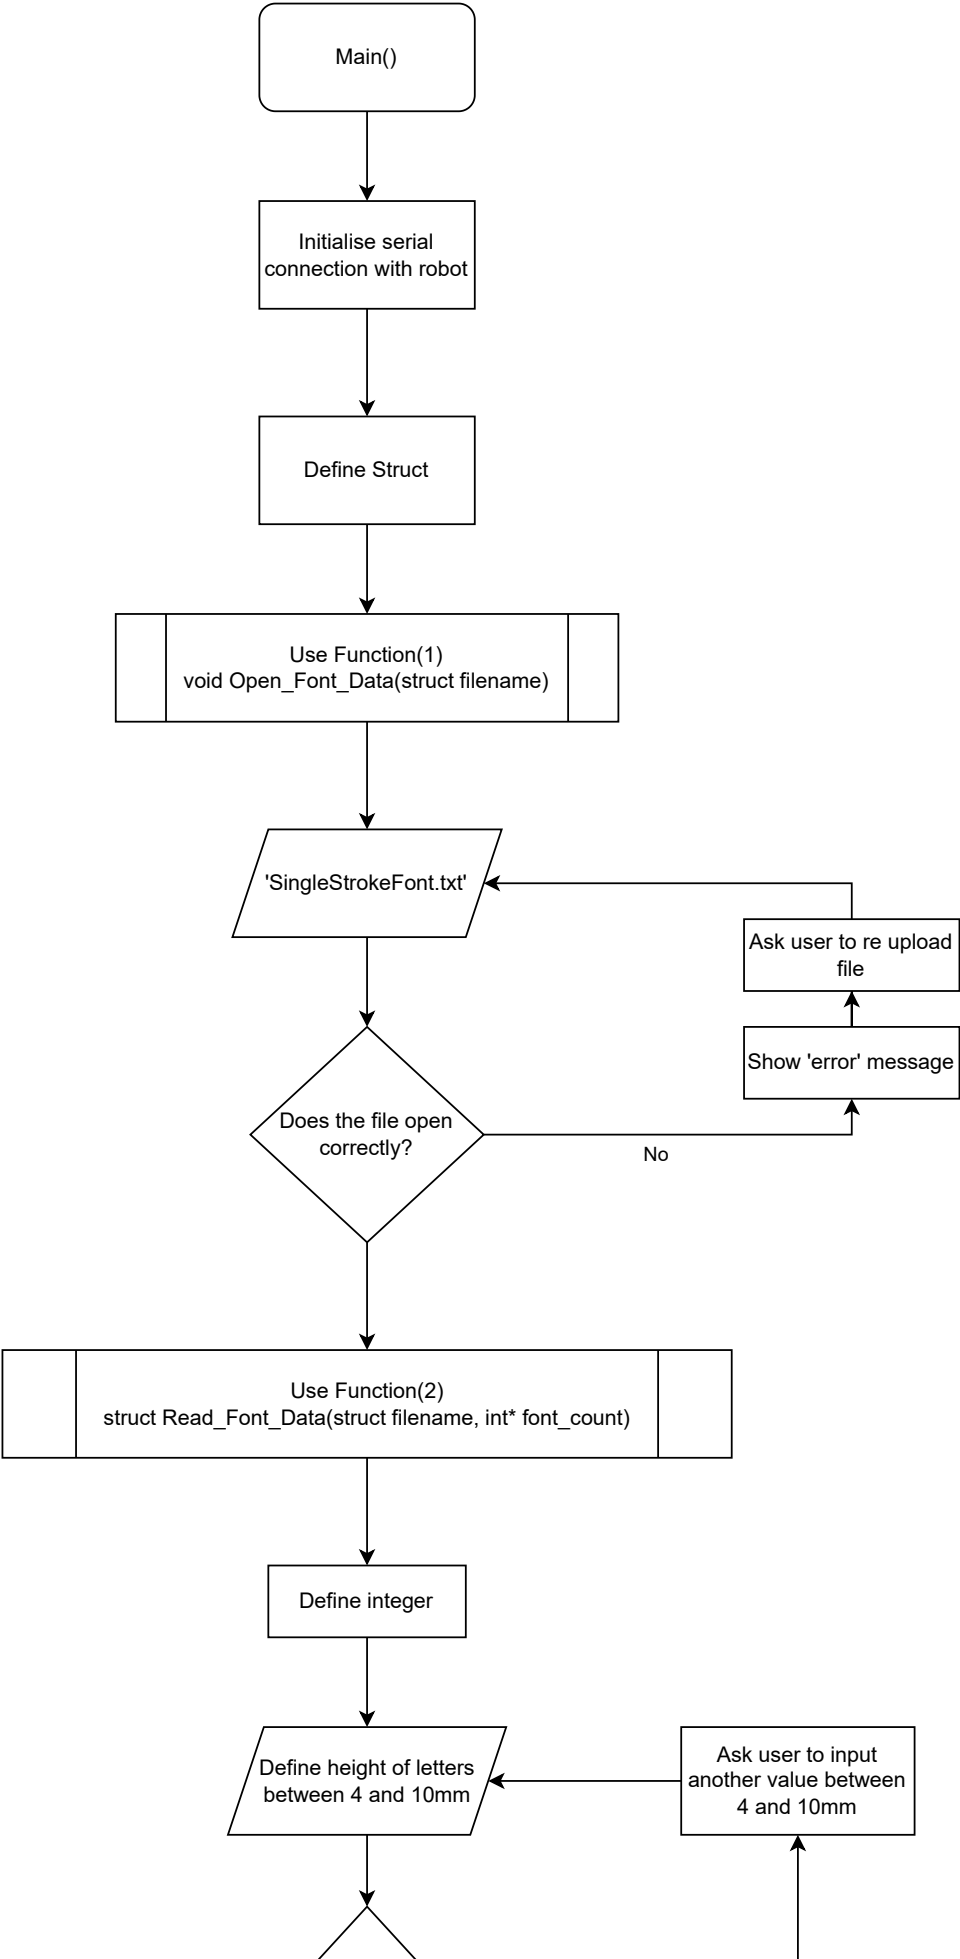 Main()
Initialise serial
connection with robot
Define Struct
Use Function(1)
void Open_Font_Data(struct filename)
'SingleStrokeFont.txt'
Ask user to re upload
file
Show 'error' message
Does the file open
correctly?
No
Use Function(2)
struct Read_Font_Data(struct filename, int* font_count)
Define integer
Define height of letters
between 4 and 10mm
Ask user to input
another value between
4 and 10mm